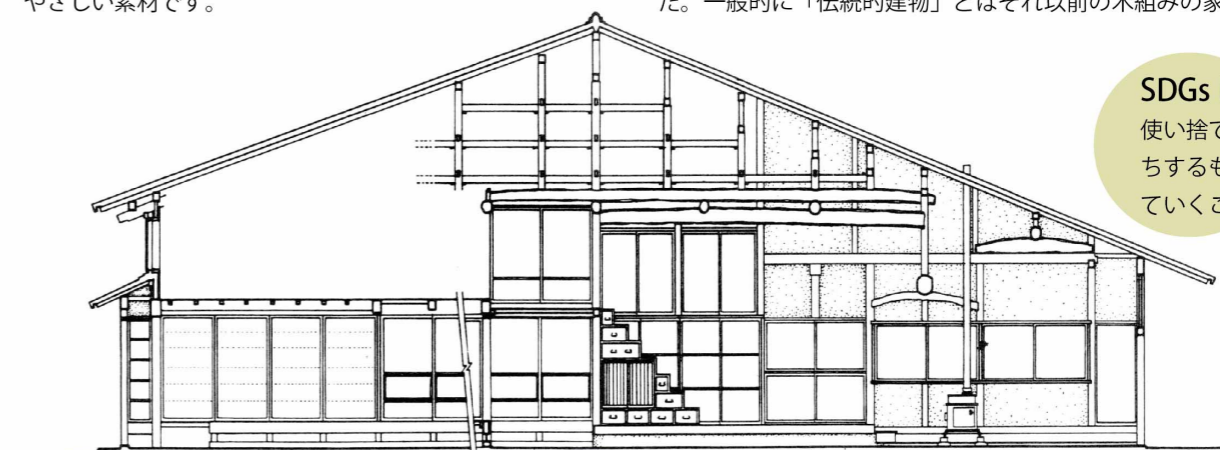 やさしい素材です。
た。一般的に「伝統的建物」とはそれ以前の木組みの家
SDGs
使い捨て
ちするも
ていくこ